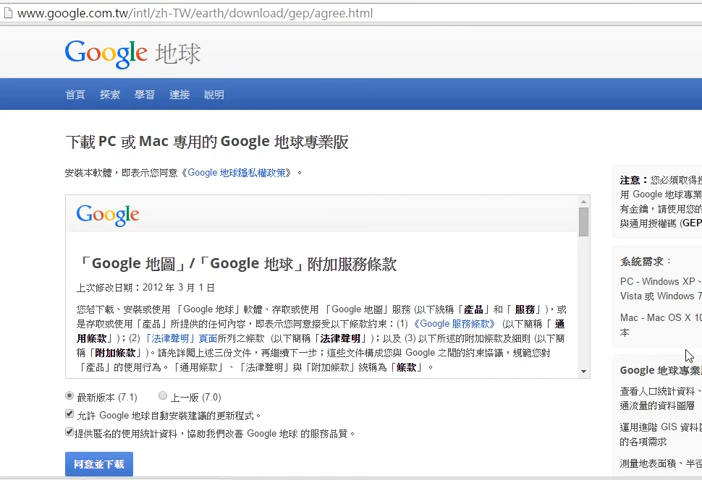 www.google.com.tw/intl/zh-TW/earth/download/gep/agree.html
Google 地球
首頁 探索 學習 連接 說明
下載 PC 或 Mac 專用的 Google 地球專業版
安裝本軟體，即表示您同意《Google 地球隱私權政策》。
Google
「Google 地圖」/「Google 地球」附加服務條款
上次修改日期：2012 年 3 月 1 日
您若下載、安裝或使用「Google 地球」軟體、存取或使用「Google 地圖」服務 (以下統稱「產品」和「服務」)，或
是存取或使用「產品」所提供的任何內容，即表示您同意接受以下條款約束：(1)《Google 服務條款》(以下簡稱「通
用條款」)；(2)「法律聲明」頁面所列之條款 (以下簡稱「法律聲明」)；以及 (3) 以下所述的附加條款及細則 (以下簡
稱「附加條款」)。請先詳閱上述三份文件，再繼續下一步；這些文件構成您與 Google 之間的約束協議，規範您對
「產品」的使用行為。「通用條款」、「法律聲明」與「附加條款」統稱為「條款」。
最新版本 (7.1) 上一版 (7.0)
允許 Google 地球自動安裝建議的更新程式。
提供匿名的使用統計資料，協助我們改善 Google 地球 的服務品質。
同意並下載
注意：您必須取得
用 Google 地球專業
有金鑰，請使用您的
與通用授權碼 (GEP
系統需求：
PC - Windows XP、
Vista 或 Windows 7
Mac - Mac OS X 10
本
Google 地球專業
查看人口統計資料、
通流量的資料圖層
運用進階 GIS 資料
的各項需求
測量地表面積、半徑